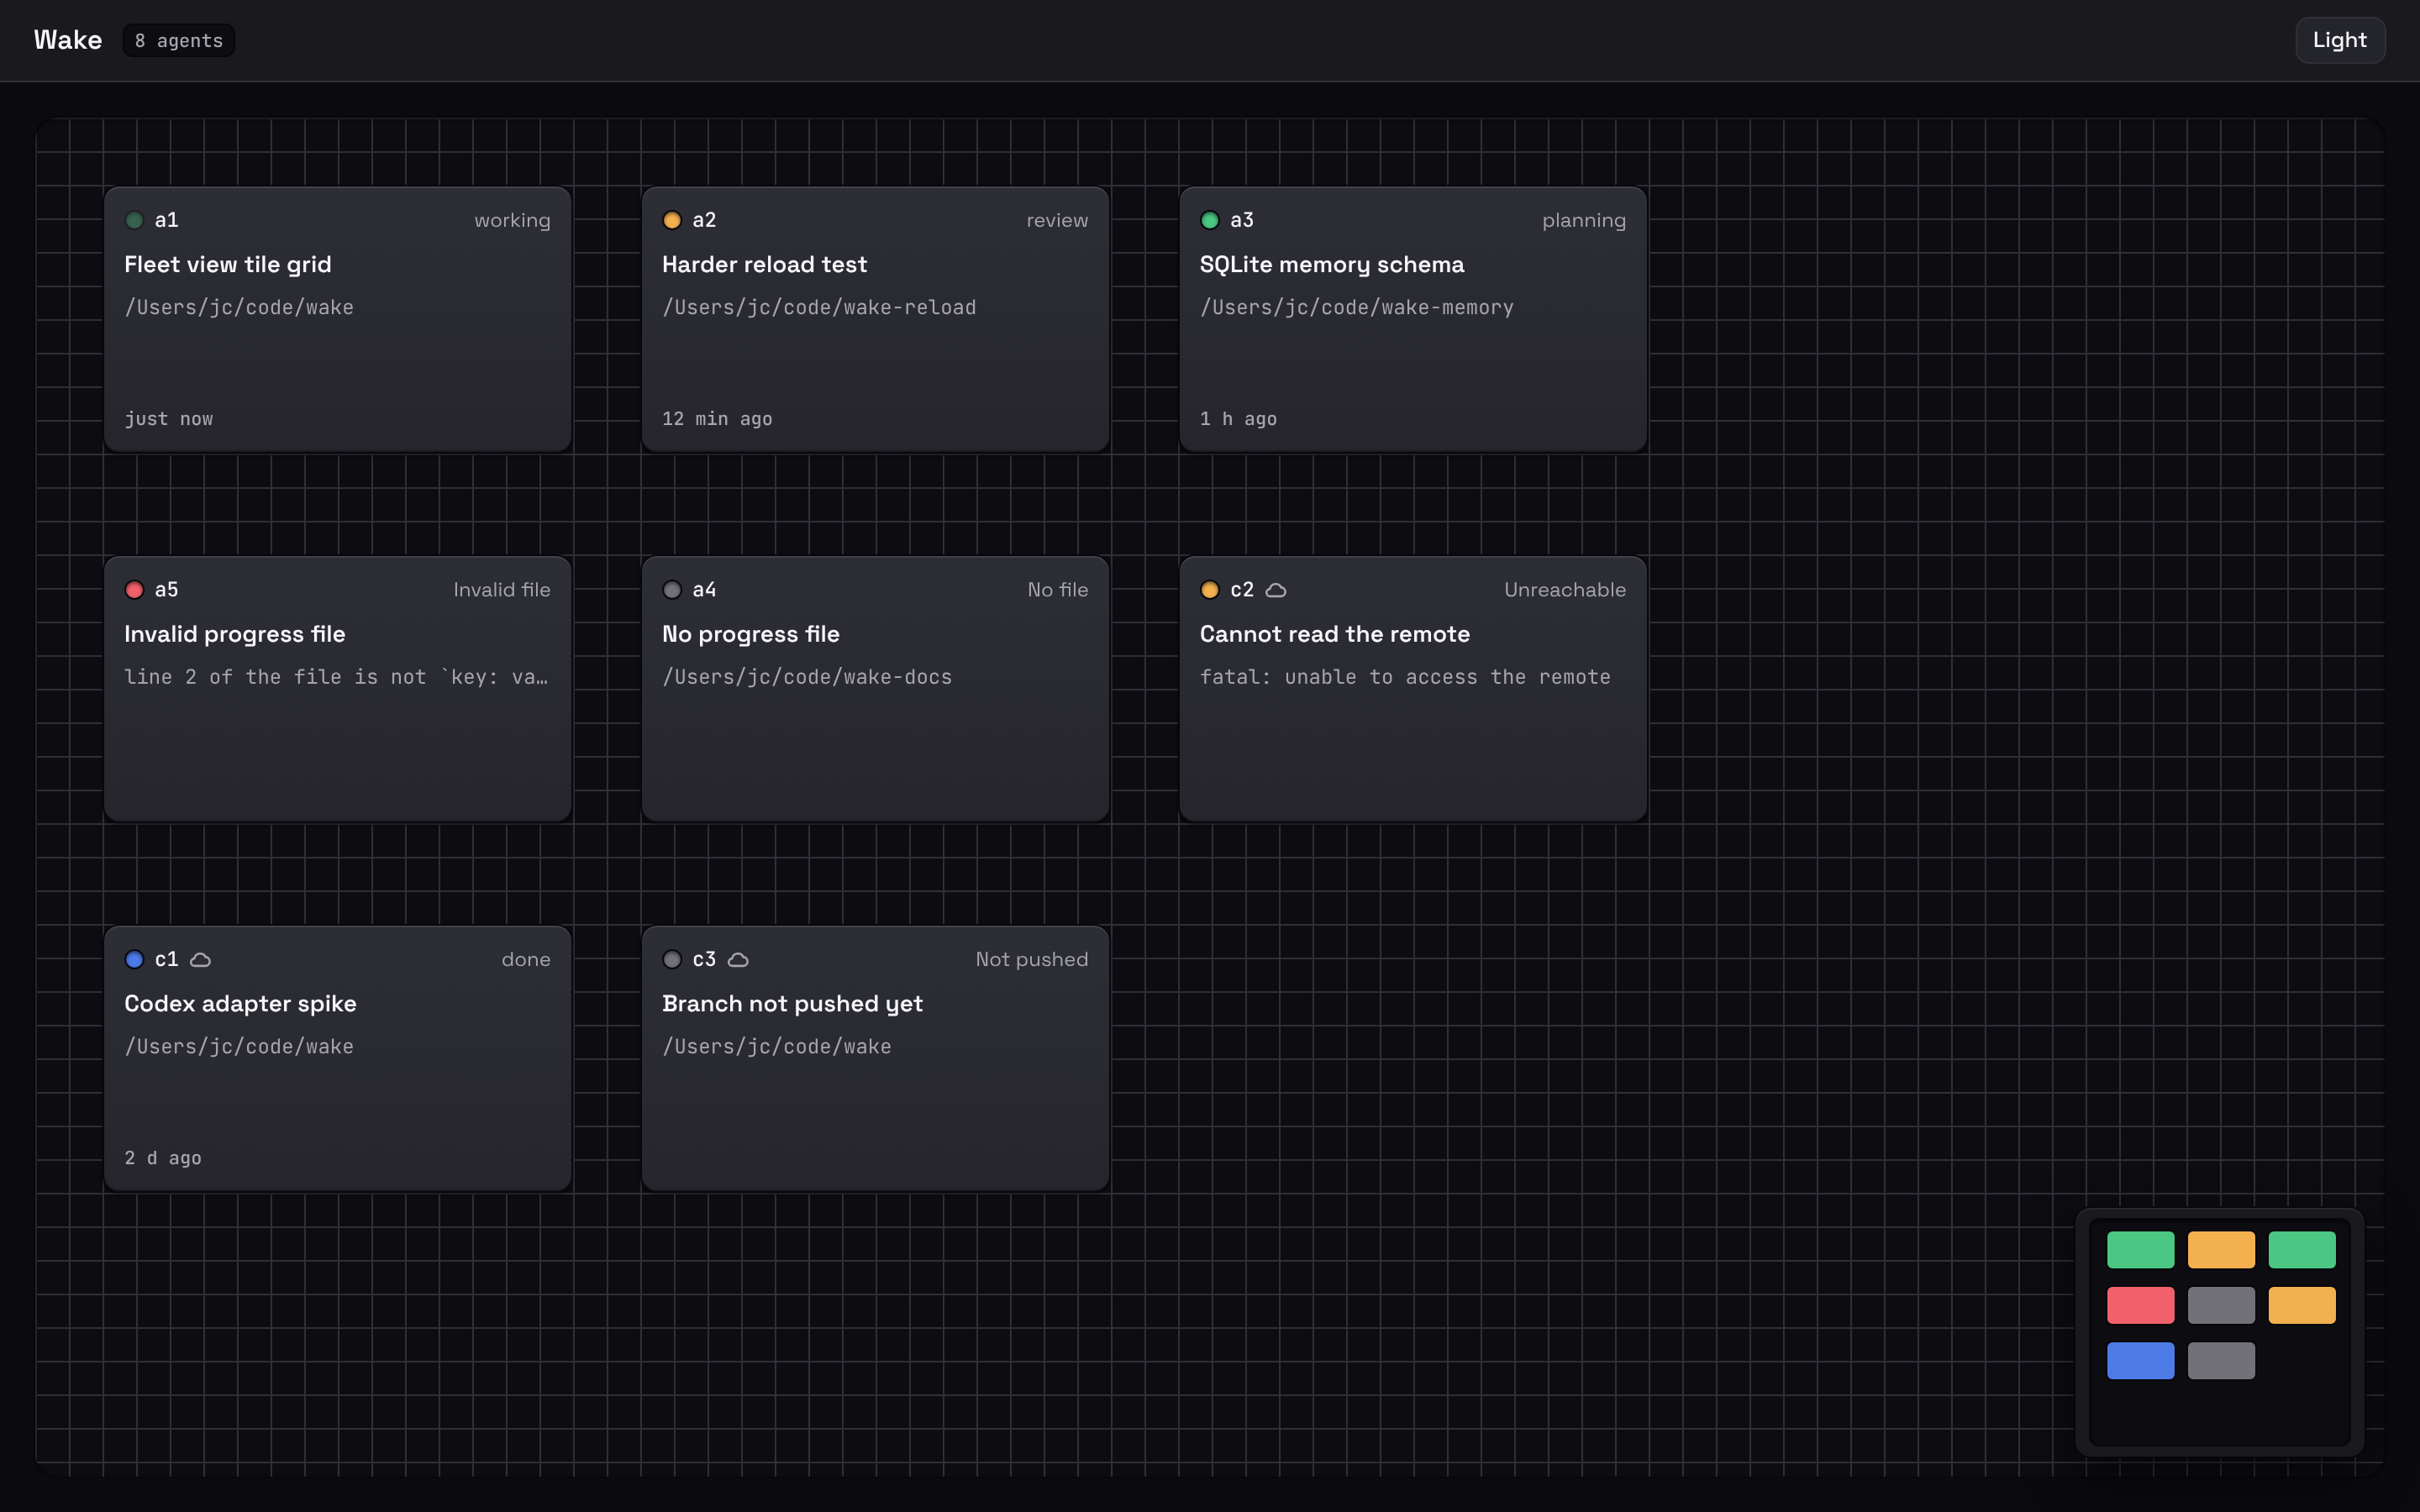 Wake 8 agents Light
a1 working
Fleet view tile grid
/Users/jc/code/wake
just now
a2 review
Harder reload test
/Users/jc/code/wake-reload
12 min ago
a3 planning
SQLite memory schema
/Users/jc/code/wake-memory
1 h ago
a5 Invalid file
Invalid progress file
line 2 of the file is not `key: va…
a4 No file
No progress file
/Users/jc/code/wake-docs
c2 Unreachable
Cannot read the remote
fatal: unable to access the remote
c1 done
Codex adapter spike
/Users/jc/code/wake
2 d ago
c3 Not pushed
Branch not pushed yet
/Users/jc/code/wake